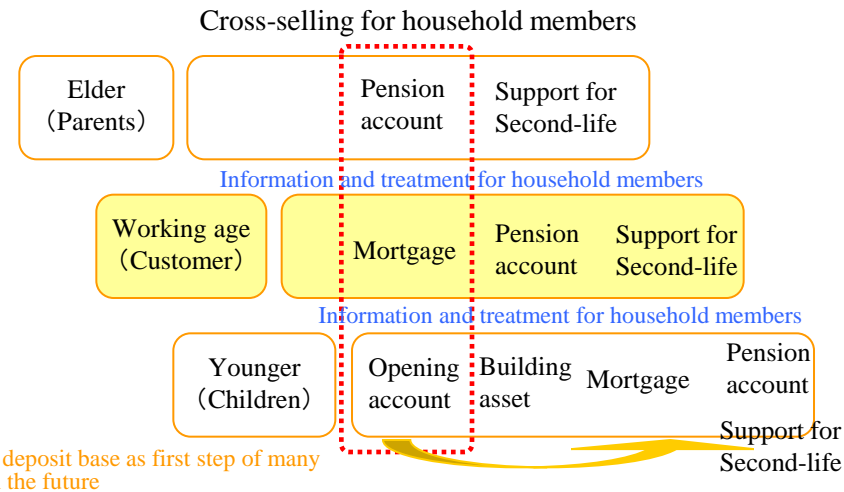 Cross-selling for household members
Elder
（Parents）
Pension
account
Support for
Second-life
Information and treatment for household members
Working age
（Customer）
Mortgage
Pension
account
Support for
Second-life
Information and treatment for household members
Younger
（Children）
Opening
account
Building
asset
Mortgage
Pension
account
Support for
Second-life
deposit base as first step of many
the future